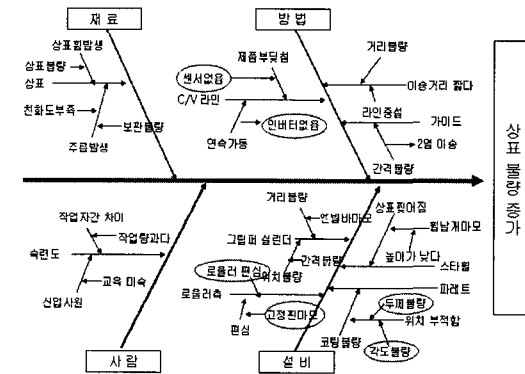 재료
방법
상표휨발생
상표불량
상표
친화도부족
보관불량
주름발생
제품부딪침
센서없음
C/V 라인
인버터없음
연속가동
거리불량
이송거리 짧다
라인증설
가이드
2열 이송
간격불량
상표 불량 증가
작업자간 차이
작업량과다
숙련도
교육 미숙
신입사원
사람
거리불량
언빌바마모
그립퍼 실린더
간격불량
위치불량
로울러 편심
로울러축
고정핀마모
편심
상표찢어짐
휨날개마모
높이가 낮다
스타휠
파레트
두께불량
위치 부적합
코팅불량
각도불량
설비